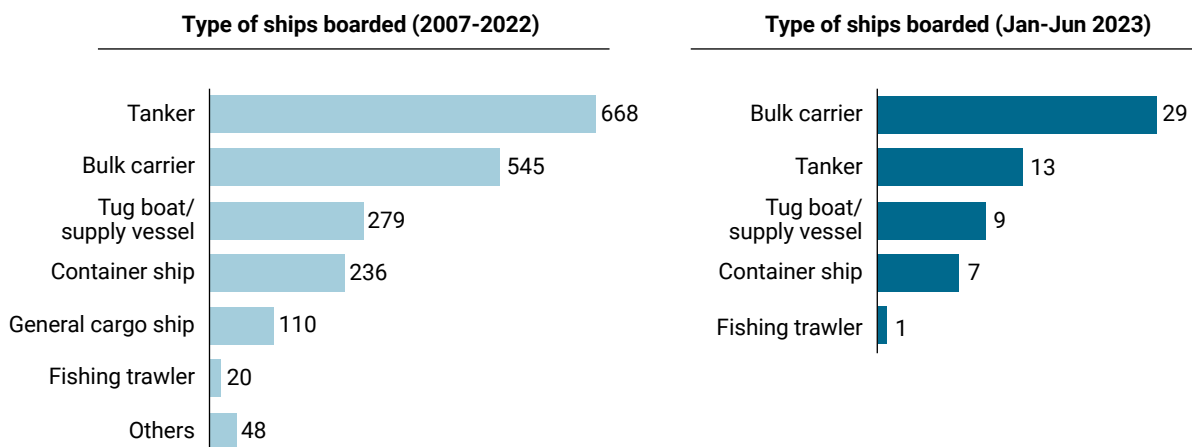 Type of ships boarded (2007-2022)
Tanker 668
Bulk carrier 545
Tug boat/
supply vessel 279
Container ship 236
General cargo ship 110
Fishing trawler 20
Others 48
Type of ships boarded (Jan-Jun 2023)
Bulk carrier 29
Tanker 13
Tug boat/
supply vessel 9
Container ship 7
Fishing trawler 1